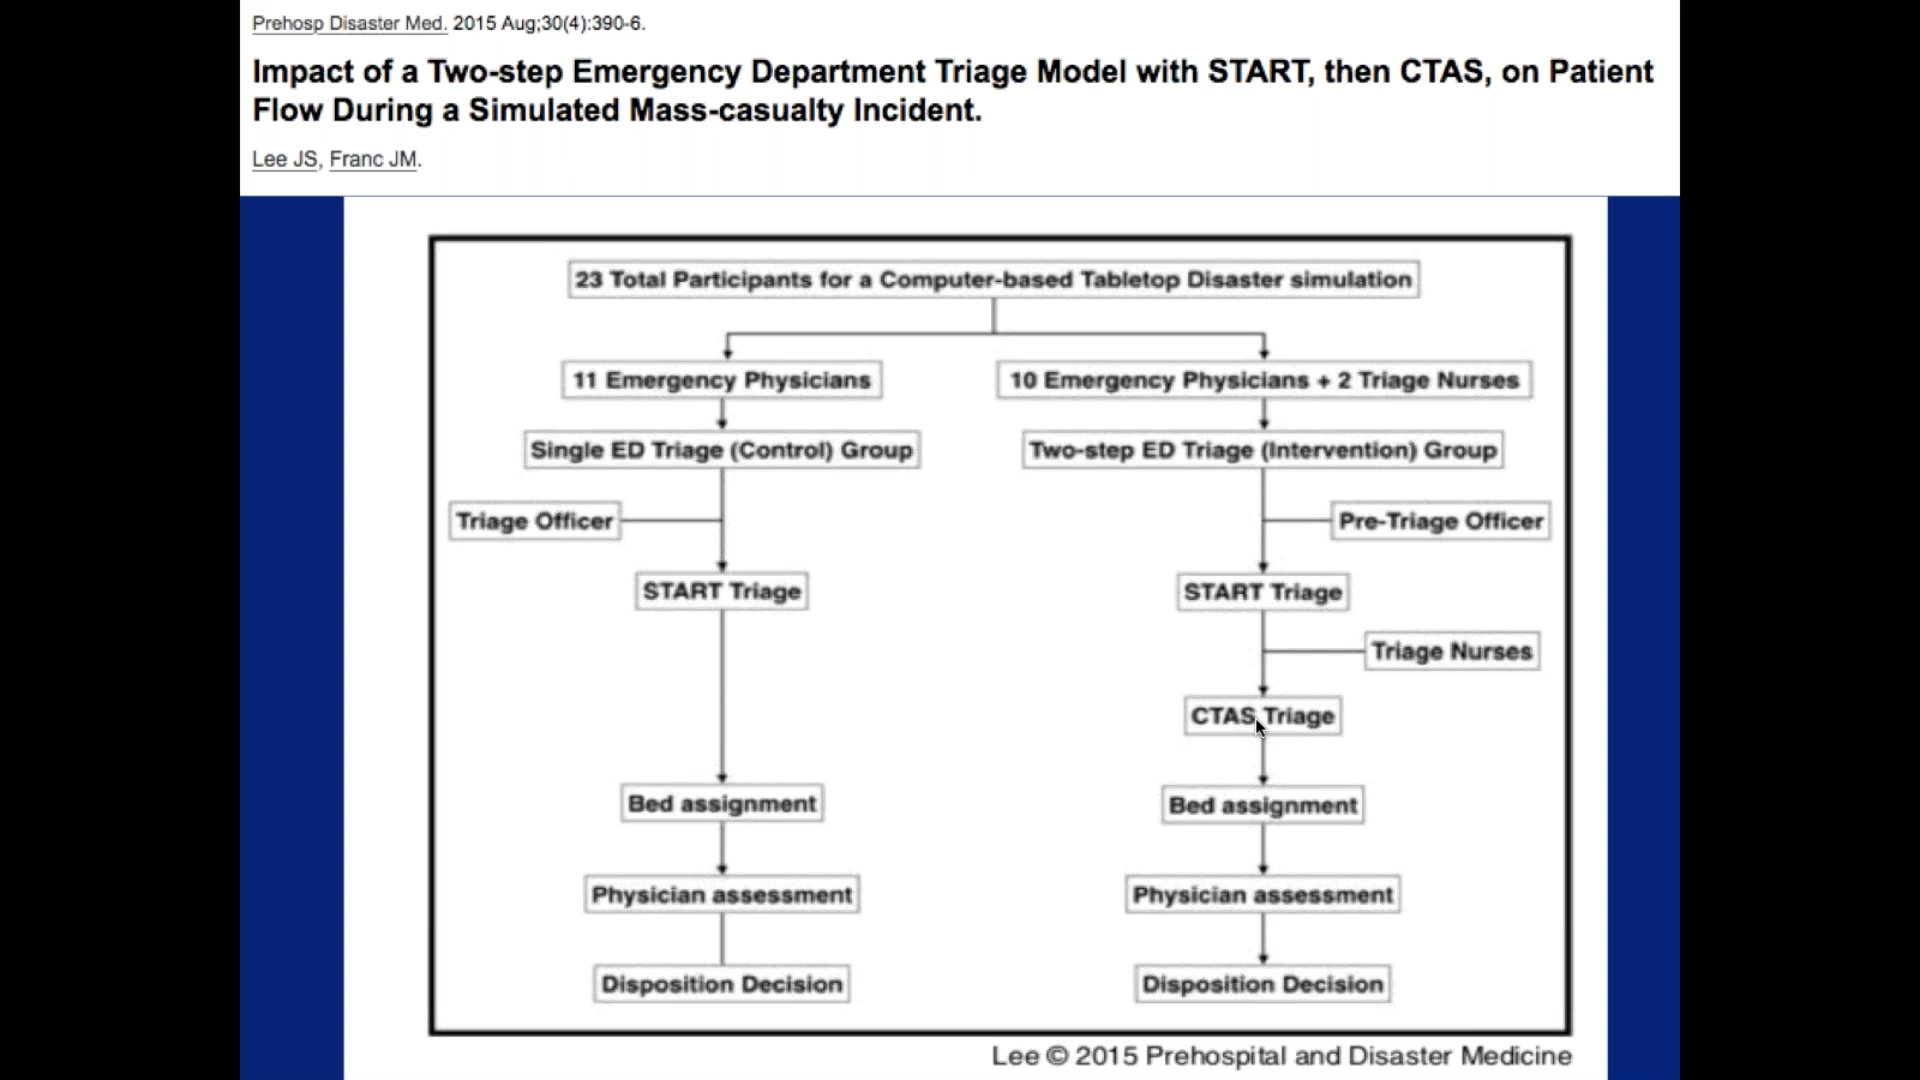 Prehosp Disaster Med. 2015 Aug;30(4):390-6.
Impact of a Two-step Emergency Department Triage Model with START, then CTAS, on Patient
Flow During a Simulated Mass-casualty Incident.
Lee JS, Franc JM.
23 Total Participants for a Computer-based Tabletop Disaster simulation
11 Emergency Physicians
10 Emergency Physicians + 2 Triage Nurses
Single ED Triage (Control) Group
Two-step ED Triage (Intervention) Group
Triage Officer
Pre-Triage Officer
START Triage
START Triage
Triage Nurses
CTAS Triage
Bed assignment
Bed assignment
Physician assessment
Physician assessment
Disposition Decision
Disposition Decision
Lee © 2015 Prehospital and Disaster Medicine